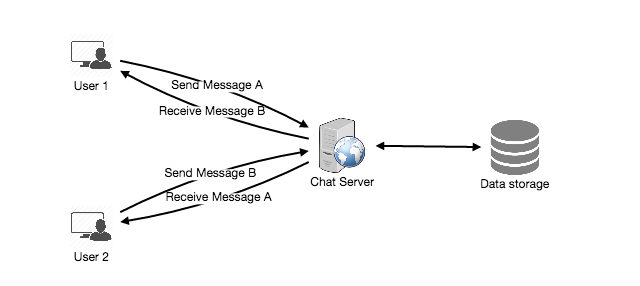 User 1
Send Message A
Receive Message B
Send Message B
Receive Message A
User 2
Chat Server
Data storage